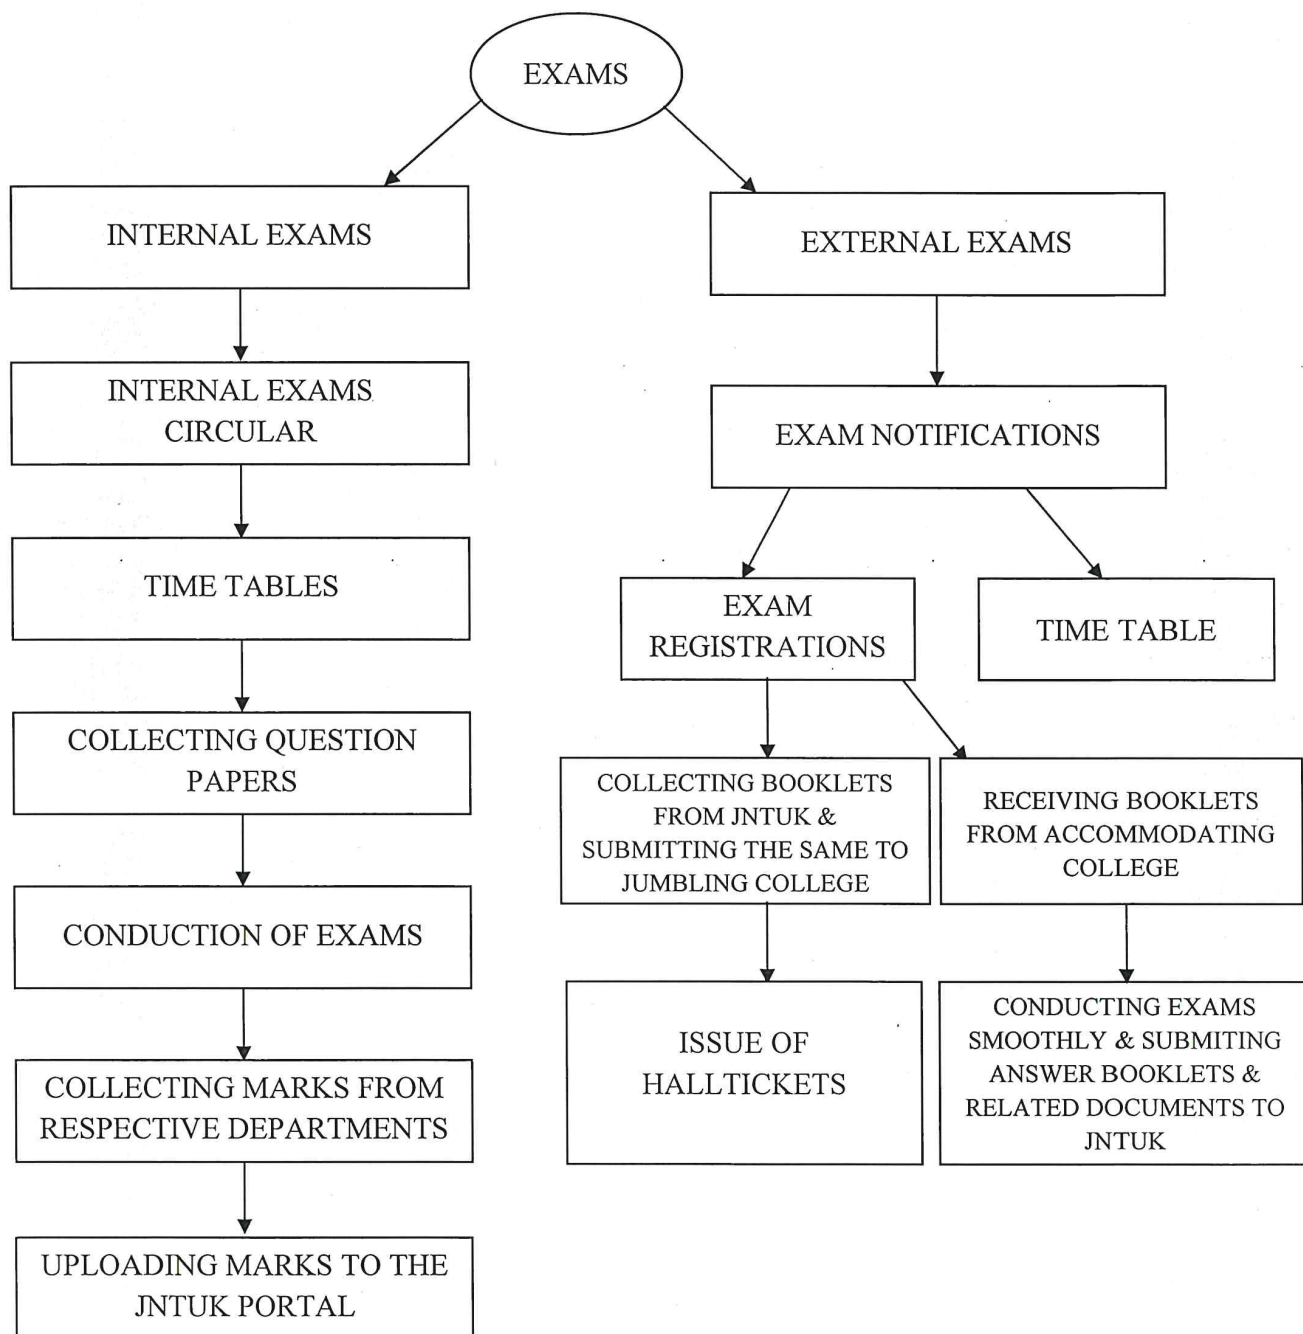 EXAMS
INTERNAL EXAMS
EXTERNAL EXAMS
INTERNAL EXAMS
CIRCULAR
EXAM NOTIFICATIONS
TIME TABLES
EXAM
REGISTRATIONS
TIME TABLE
COLLECTING QUESTION
PAPERS
COLLECTING BOOKLETS
FROM JNTUK &
SUBMITTING THE SAME TO
JUMBLING COLLEGE
RECEIVING BOOKLETS
FROM ACCOMMODATING
COLLEGE
CONDUCTION OF EXAMS
ISSUE OF
HALLTICKETS
CONDUCTING EXAMS
SMOOTHLY & SUBMITING
ANSWER BOOKLETS &
RELATED DOCUMENTS TO
JNTUK
COLLECTING MARKS FROM
RESPECTIVE DEPARTMENTS
UPLOADING MARKS TO THE
JNTUK PORTAL